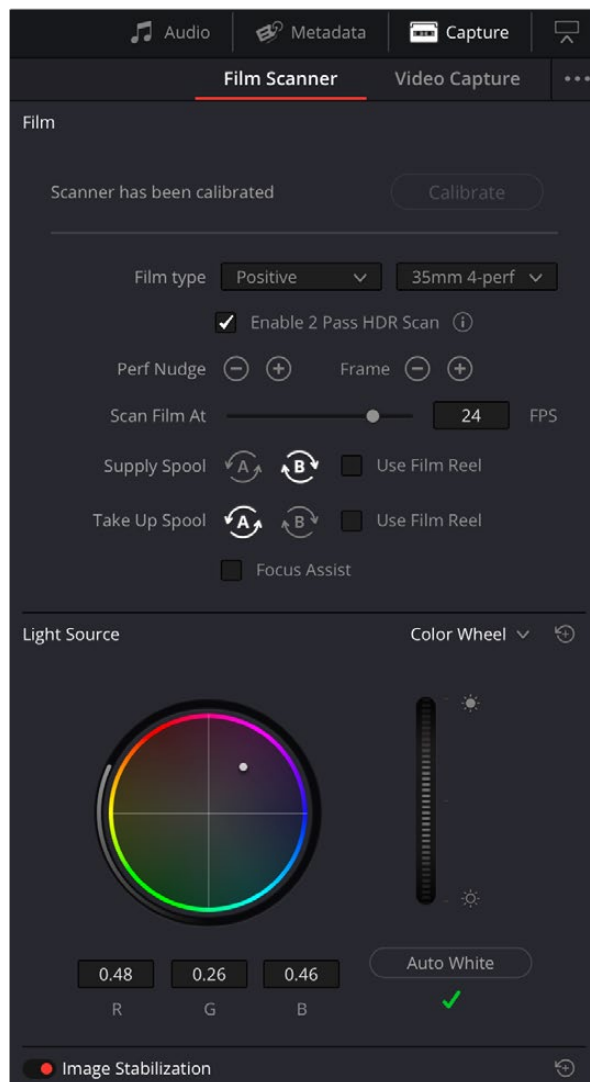 Audio Metadata Capture
Film Scanner Video Capture
Film
Scanner has been calibrated Calibrate
Film type Positive 35mm 4-perf
Enable 2 Pass HDR Scan
Perf Nudge Frame
Scan Film At 24 FPS
Supply Spool A B Use Film Reel
Take Up Spool A B Use Film Reel
Focus Assist
Light Source Color Wheel
0.48 0.26 0.46 Auto White
R G B
Image Stabilization